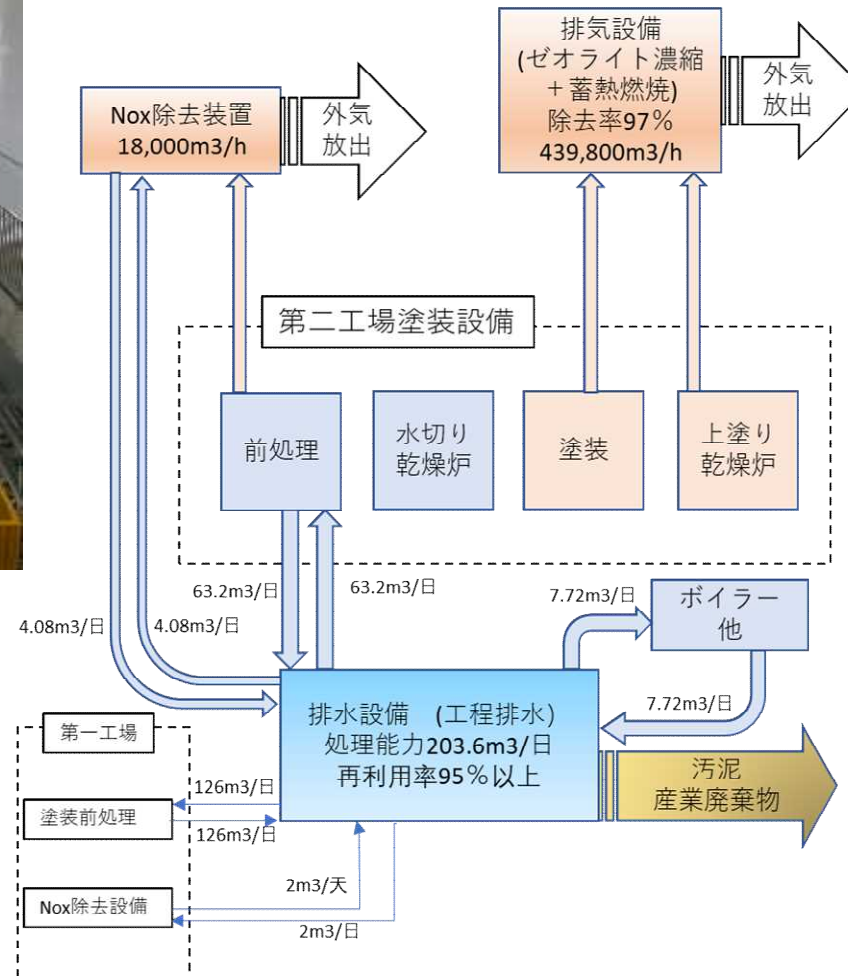 排気設備
(ゼオライト濃縮
＋蓄熱燃焼)
除去率97％
439,800m3/h
外気
放出
Nox除去装置
18,000m3/h
外気
放出
第二工場塗装設備
前処理
水切り
乾燥炉
塗装
上塗り
乾燥炉
63.2m3/日
63.2m3/日
4.08m3/日
4.08m3/日
7.72m3/日
ボイラー
他
7.72m3/日
排水設備　(工程排水)
処理能力203.6m3/日
再利用率95％以上
汚泥
産業廃棄物
第一工場
塗装前処理
126m3/日
126m3/日
Nox除去設備
2m3/天
2m3/日